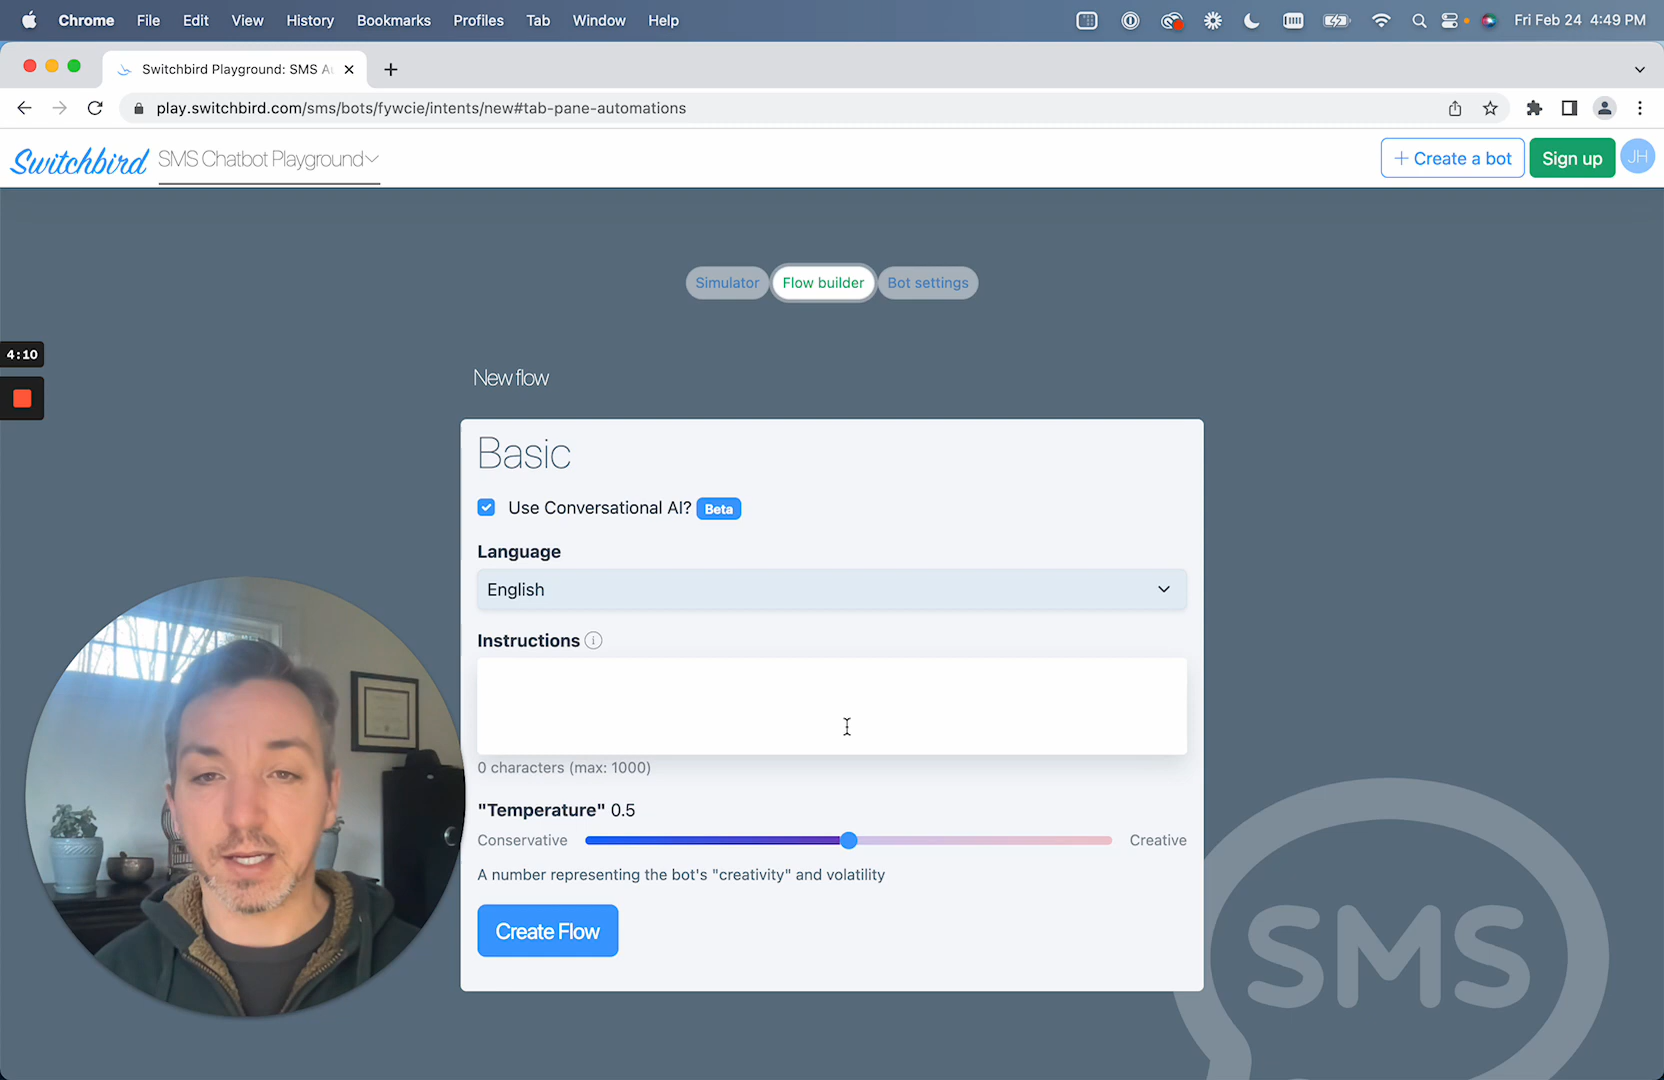 Chrome File Edit View History Bookmarks Profiles Tab Window Help Fri Feb 24 4:49 PM
Switchbird Playground: SMS A
play.switchbird.com/sms/bots/fywcie/intents/new#tab-pane-automations
Switchbird SMS Chatbot Playground + Create a bot Sign up JH
Simulator Flow builder Bot settings
4:10
New flow
Basic
Use Conversational AI? Beta
Language
English
Instructions
0 characters (max: 1000)
"Temperature" 0.5
Conservative Creative
A number representing the bot's "creativity" and volatility
Create Flow
SMS